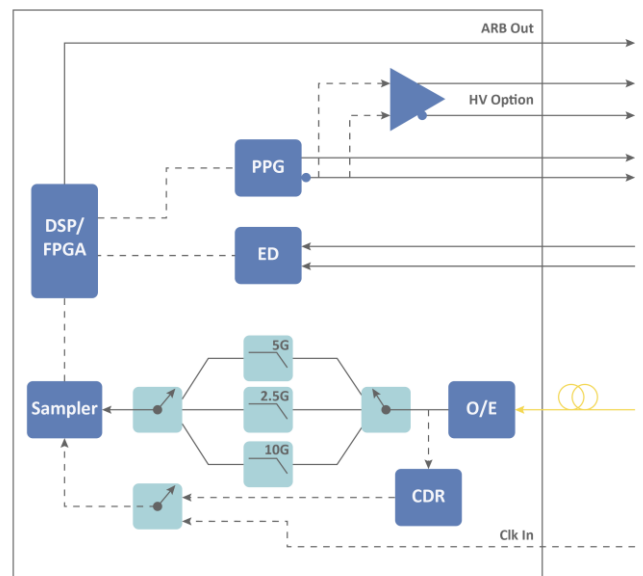 ARB Out
HV Option
PPG
DSP/
FPGA
ED
5G
Sampler
2.5G
O/E
10G
CDR
Clk In